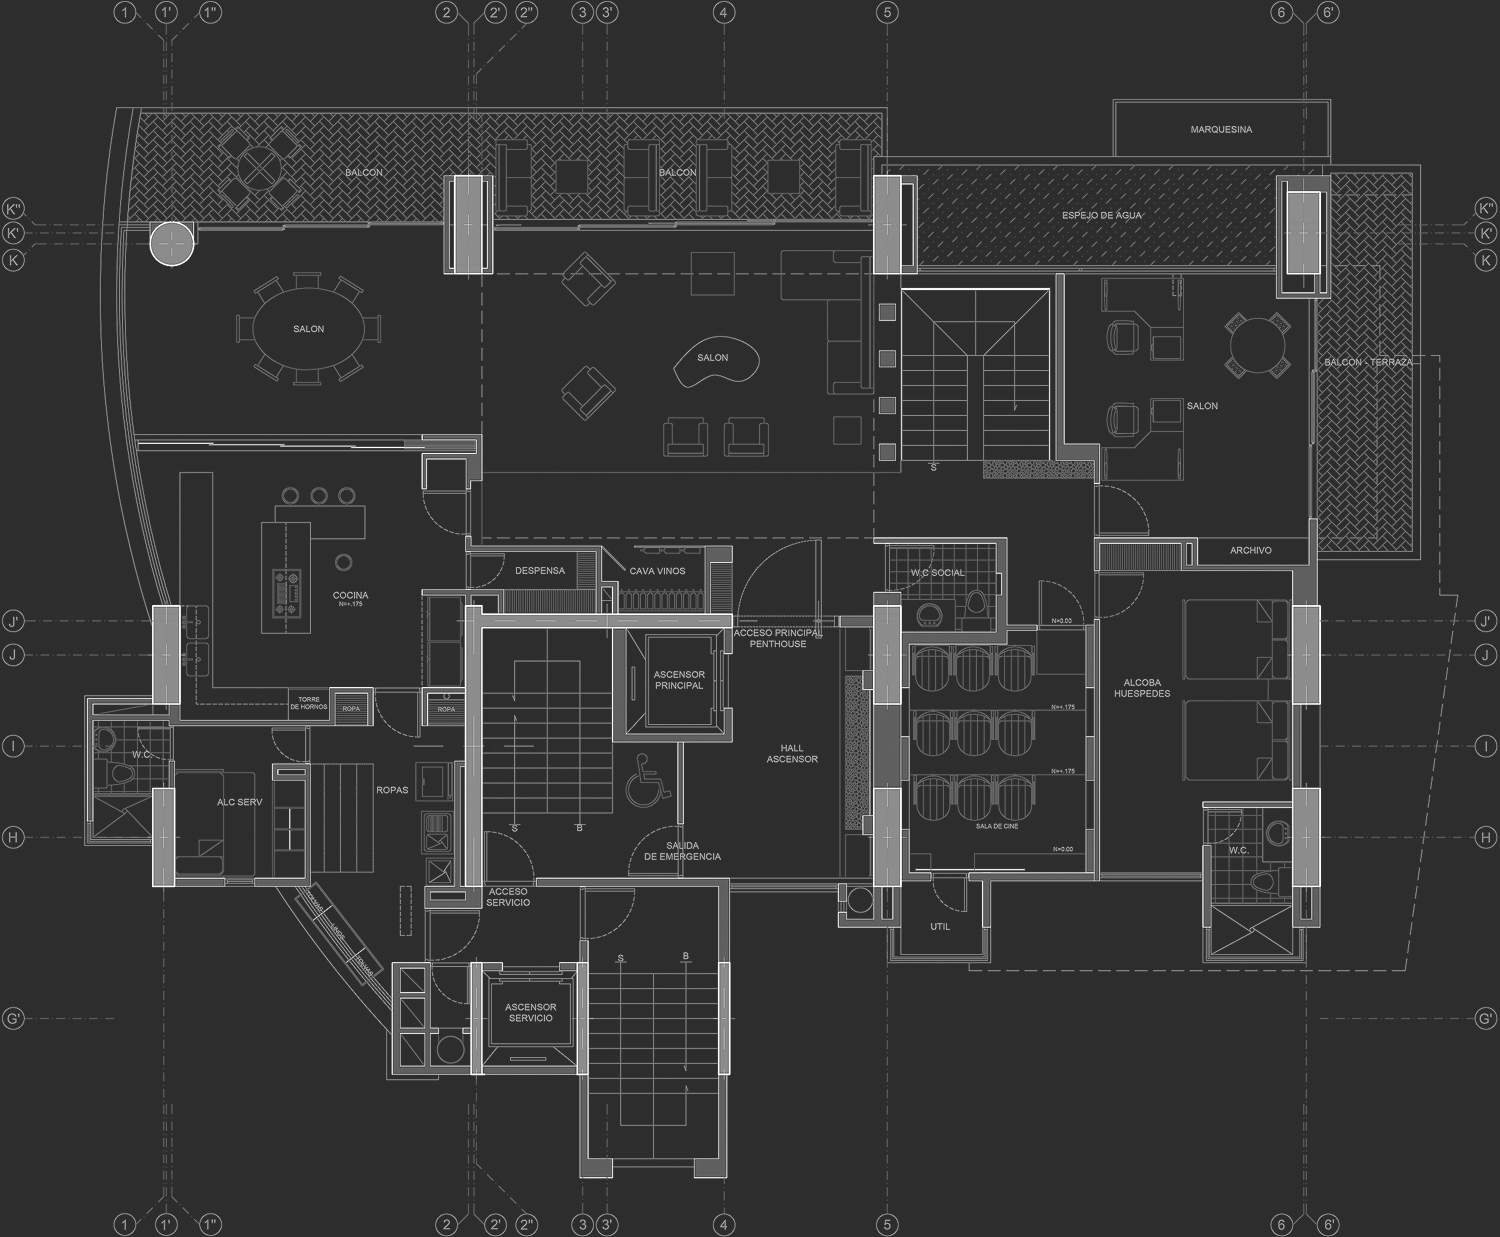 1
1'
1"
2
2'
2"
3
3'
4
5
6
6'
MARQUESINA
BALCON
BALCON
K"
K'
K
ESPEJO DE AGUA
K"
K'
K
SALON
SALON
BALCON - TERRAZA
SALON
S
ARCHIVO
DESPENSA
CAVA VINOS
W.C SOCIAL
COCINA
N=+.175
J'
J
N=0.00
J'
J
ACCESO PRINCIPAL
PENTHOUSE
ASCENSOR
PRINCIPAL
ALCOBA
HUESPEDES
TORRE
DE HORNOS
ROPA
ROPA
N=+.175
I
W.C.
HALL
ASCENSOR
I
N=+.175
ALC SERV
ROPAS
S
B
SALA DE CINE
H
H
SALIDA
DE EMERGENCIA
N=0.00
W.C.
ACCESO
SERVICIO
UTIL
S
B
ASCENSOR
SERVICIO
G'
G'
1
1'
1"
2
2'
2"
3
3'
4
5
6
6'